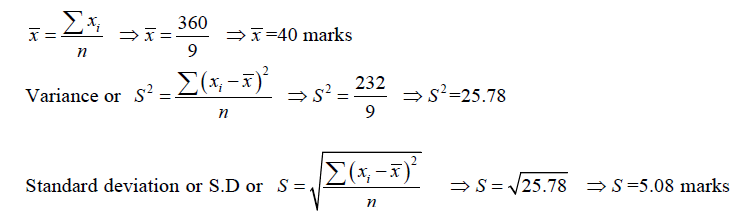 x̄ = ∑xᵢ / n ⇒ x̄ = 360 / 9 ⇒ x̄ =40 marks
Variance or S² = ∑(xᵢ − x̄)² / n ⇒ S² = 232 / 9 ⇒ S²=25.78
Standard deviation or S.D or S = √(∑(xᵢ − x̄)² / n) ⇒ S = √25.78 ⇒ S =5.08 marks